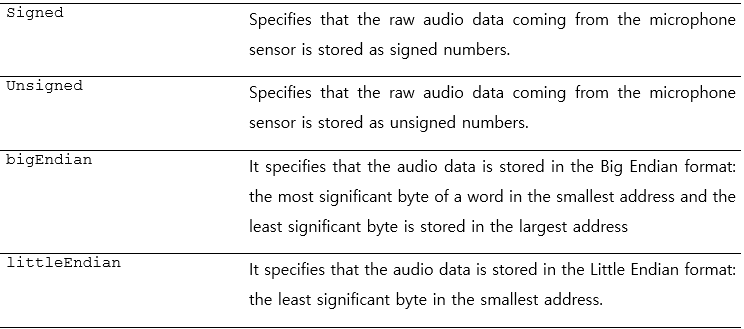 Signed
Specifies that the raw audio data coming from the microphone
sensor is stored as signed numbers.
Unsigned
Specifies that the raw audio data coming from the microphone
sensor is stored as unsigned numbers.
bigEndian
It specifies that the audio data is stored in the Big Endian format:
the most significant byte of a word in the smallest address and the
least significant byte is stored in the largest address
littleEndian
It specifies that the audio data is stored in the Little Endian format:
the least significant byte in the smallest address.